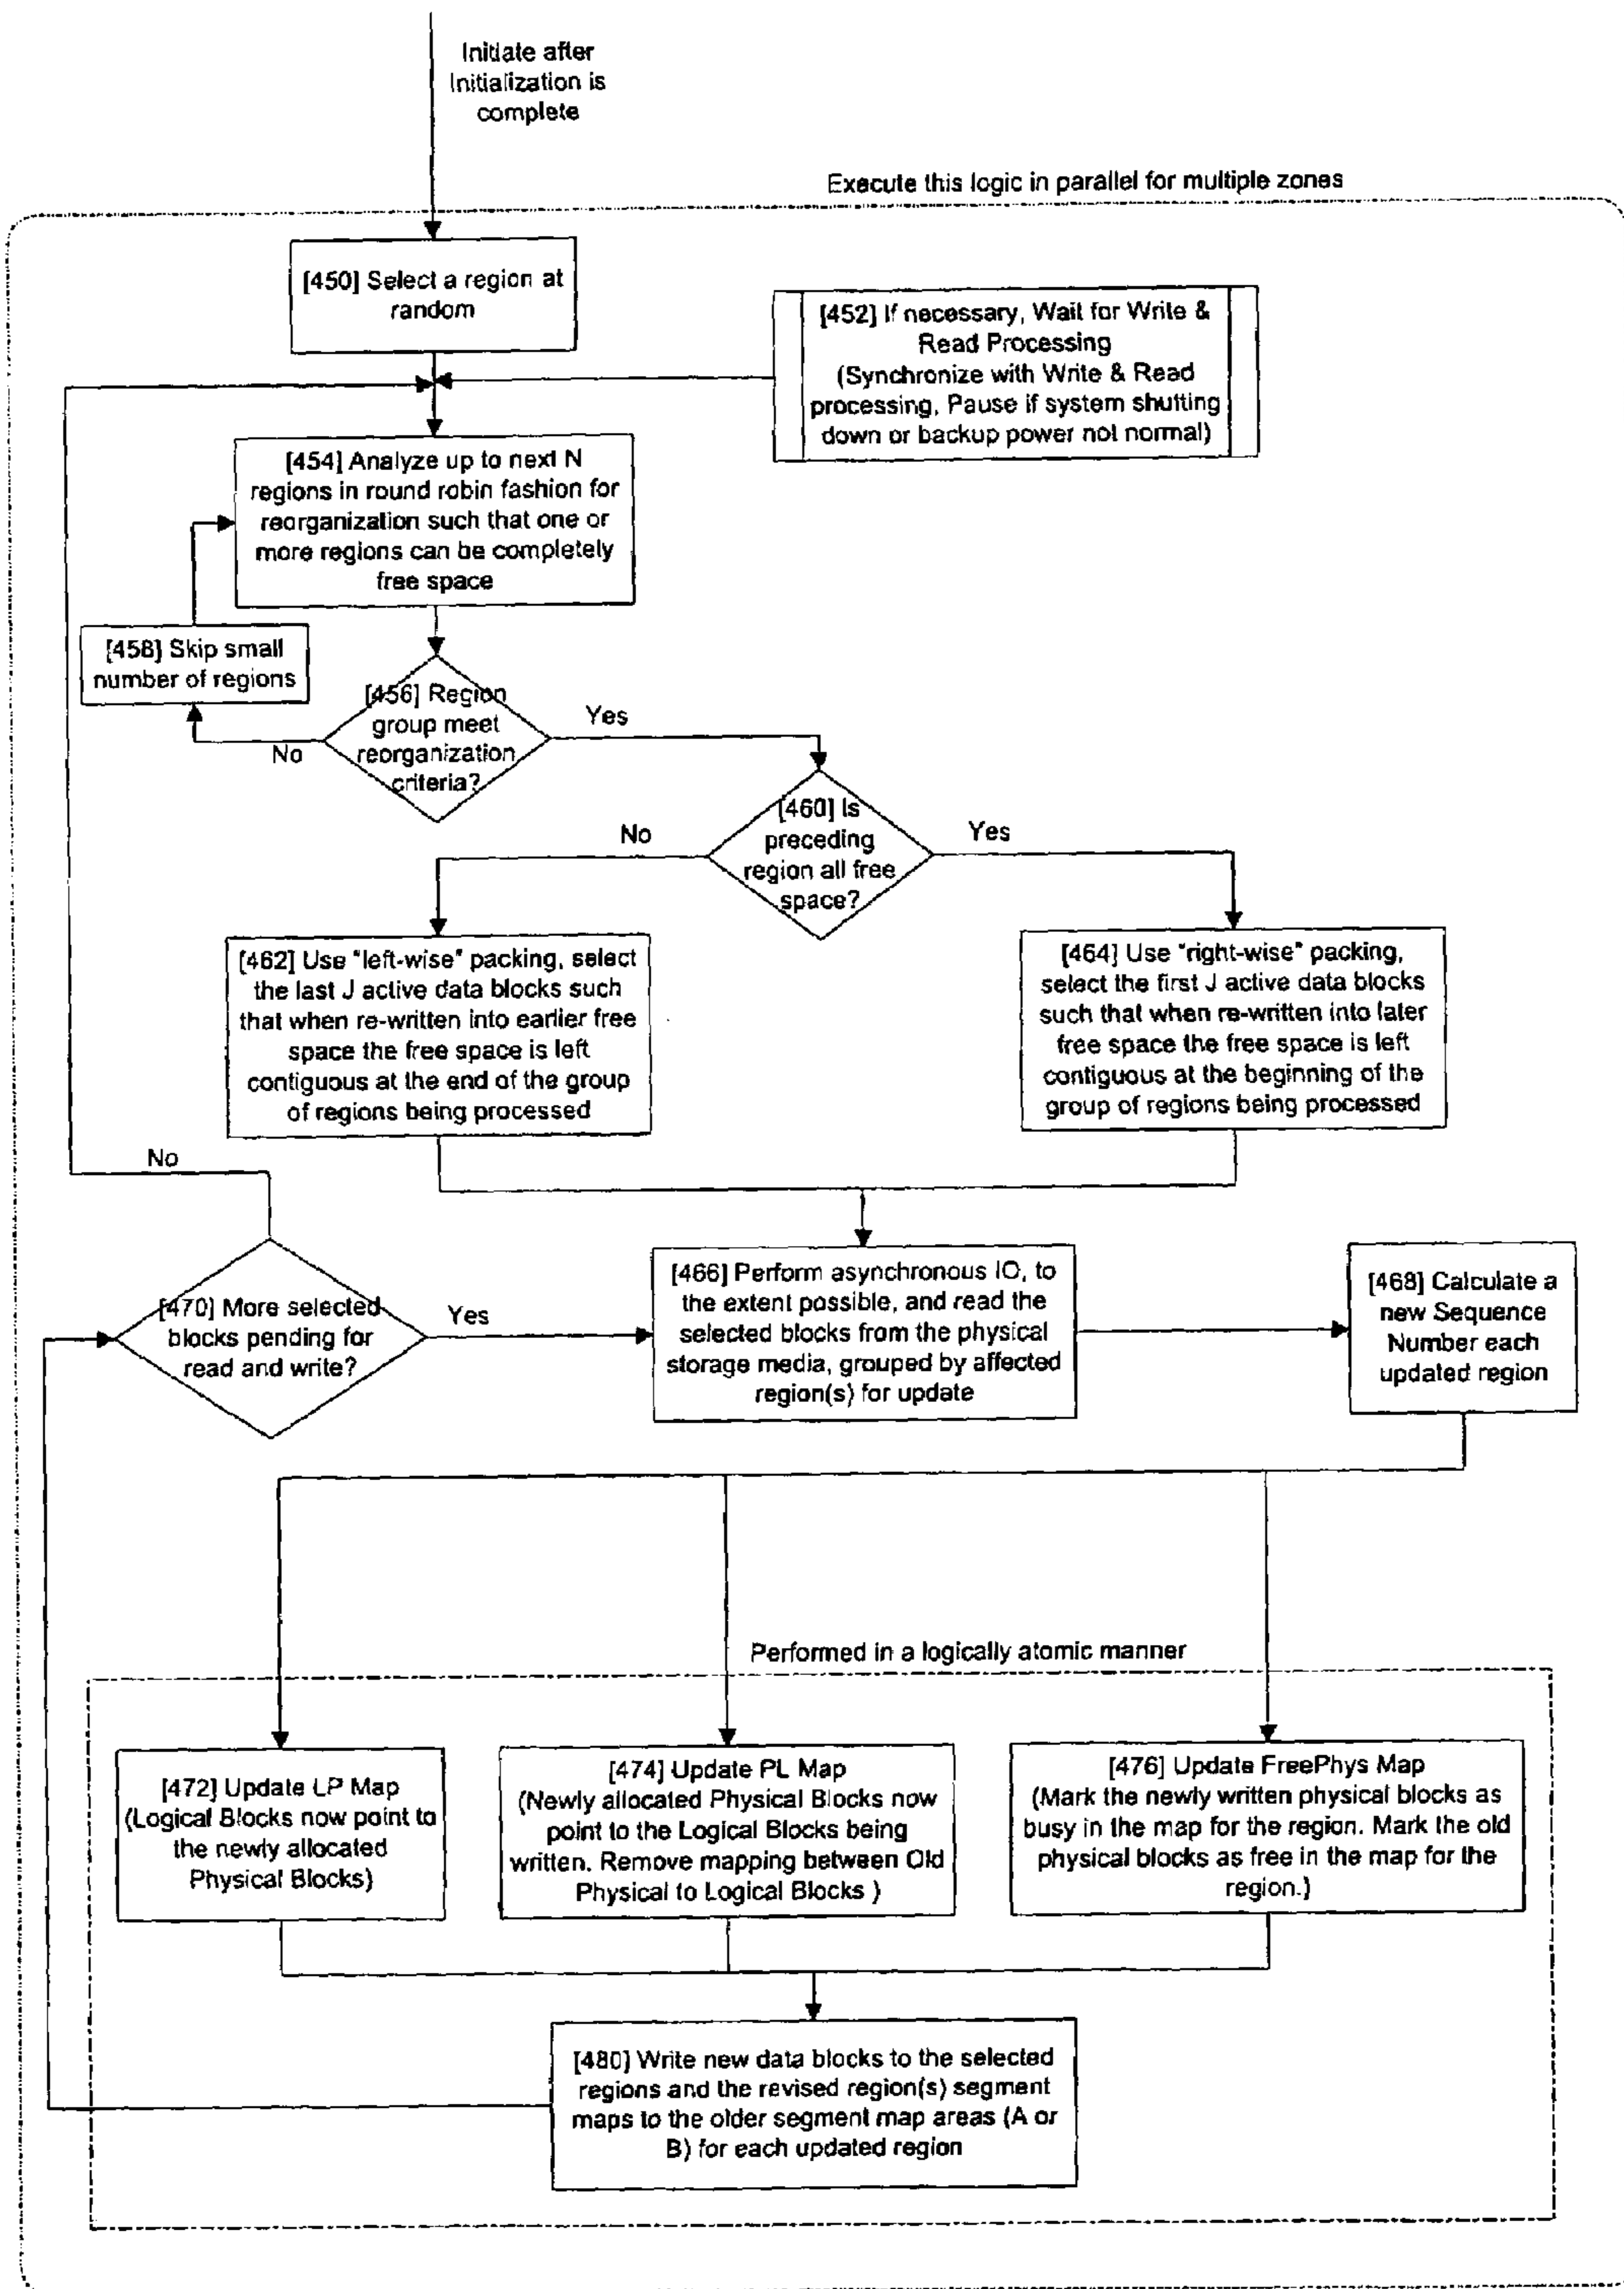 Initiate after
Initialization is
complete
Execute this logic in parallel for multiple zones
[450] Select a region at
random
[452] If necessary, Wait for Write &
Read Processing
(Synchronize with Write & Read
processing, Pause if system shutting
down or backup power not normal)
[454] Analyze up to next N
regions in round robin fashion for
reorganization such that one or
more regions can be completely
free space
[458] Skip small
number of regions
[456] Region
group meet
reorganization
criteria?
Yes
No
[460] Is
preceding
region all free
space?
No
Yes
[462] Use "left-wise" packing, select
the last J active data blocks such
that when re-written into earlier free
space the free space is left
contiguous at the end of the group
of regions being processed
[464] Use "right-wise" packing,
select the first J active data blocks
such that when re-written into later
free space the free space is left
contiguous at the beginning of the
group of regions being processed
No
[470] More selected
blocks pending for
read and write?
Yes
[466] Perform asynchronous IO, to
the extent possible, and read the
selected blocks from the physical
storage media, grouped by affected
region(s) for update
[468] Calculate a
new Sequence
Number each
updated region
Performed in a logically atomic manner
[472] Update LP Map
(Logical Blocks now point to
the newly allocated
Physical Blocks)
[474] Update PL Map
(Newly allocated Physical Blocks now
point to the Logical Blocks being
written. Remove mapping between Old
Physical to Logical Blocks )
[476] Update FreePhys Map
(Mark the newly written physical blocks as
busy in the map for the region. Mark the old
physical blocks as free in the map for the
region.)
[480] Write new data blocks to the selected
regions and the revised region(s) segment
maps to the older segment map areas (A or
B) for each updated region